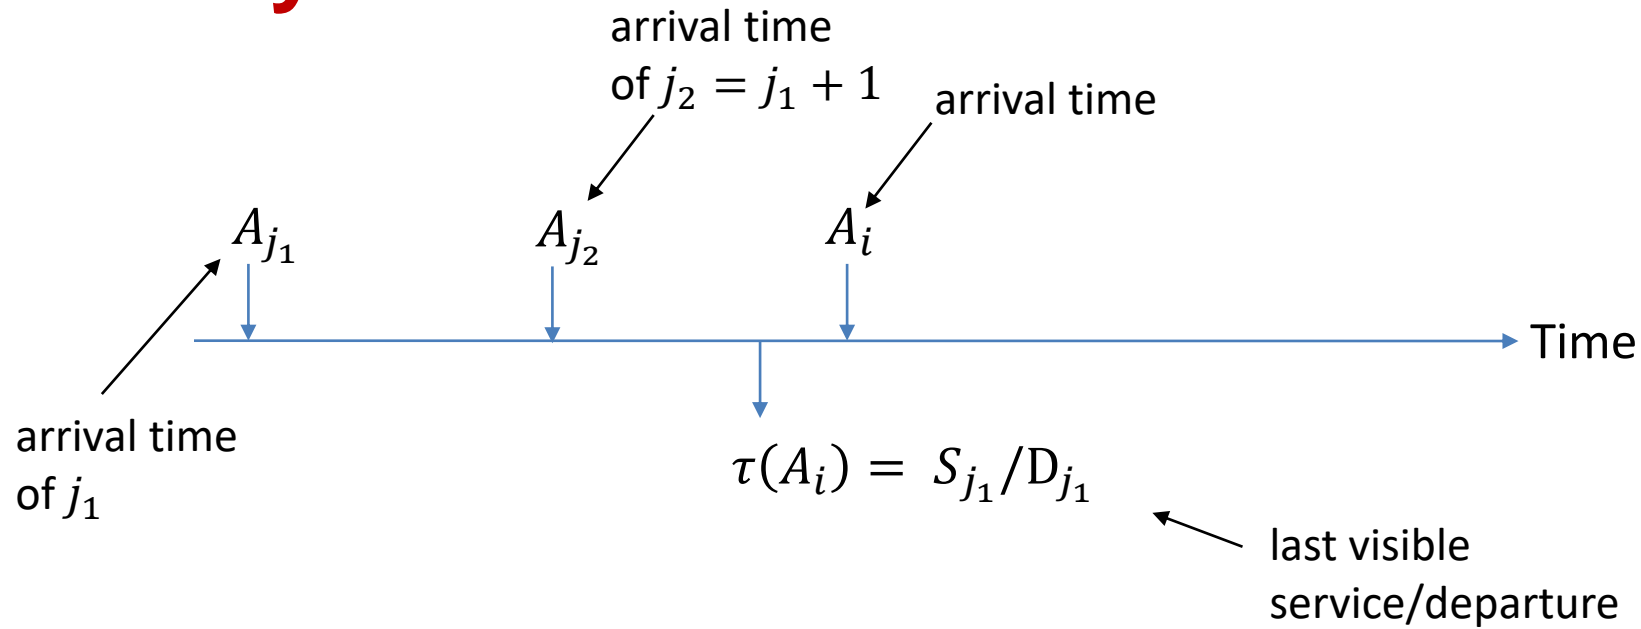 arrival time
of j₂ = j₁ + 1
arrival time
A_{j₁}
A_{j₂}
A_i
Time
arrival time
of j₁
τ(A_i) = S_{j₁}/D_{j₁}
last visible
service/departure